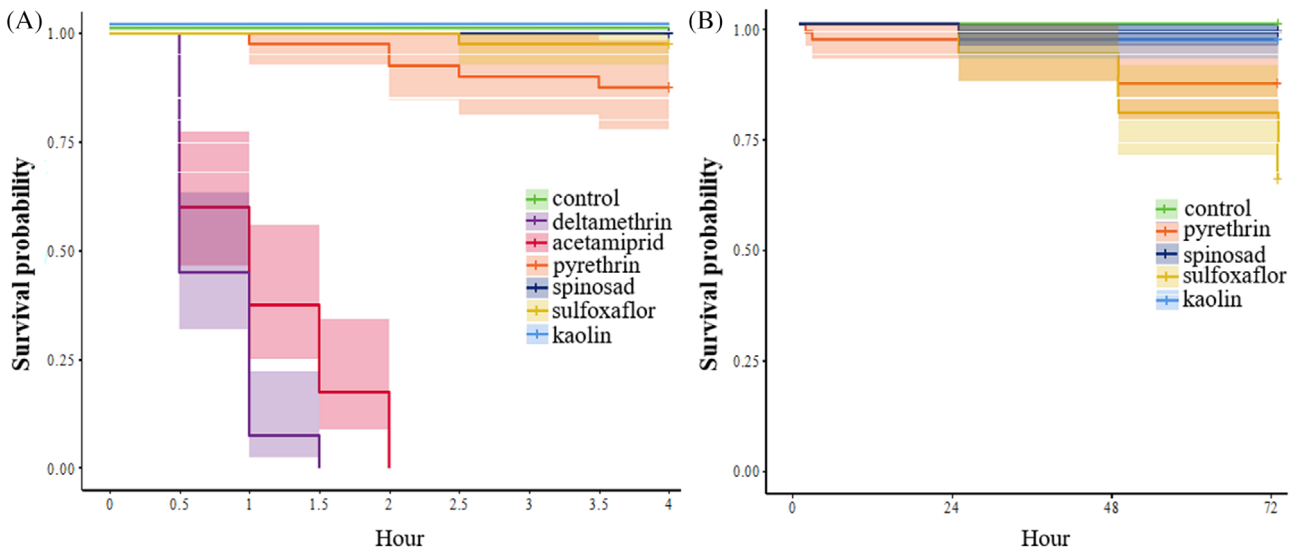 (A)
Survival probability
1.00
0.75
0.50
0.25
0.00
control
deltamethrin
acetamiprid
pyrethrin
spinosad
sulfoxaflor
kaolin
0 0.5 1 1.5 2 2.5 3 3.5 4
Hour
(B)
Survival probability
1.00
0.75
0.50
0.25
0.00
control
pyrethrin
spinosad
sulfoxaflor
kaolin
0 24 48 72
Hour